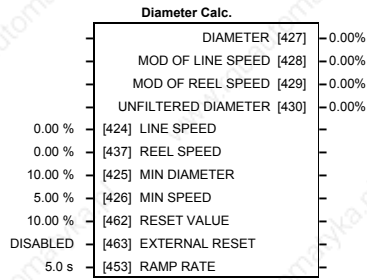 Diameter Calc.
DIAMETER [427] 0.00%
MOD OF LINE SPEED [428] 0.00%
MOD OF REEL SPEED [429] 0.00%
UNFILTERED DIAMETER [430] 0.00%
0.00 % [424] LINE SPEED
0.00 % [437] REEL SPEED
10.00 % [425] MIN DIAMETER
5.00 % [426] MIN SPEED
10.00 % [462] RESET VALUE
DISABLED [463] EXTERNAL RESET
5.0 s [453] RAMP RATE